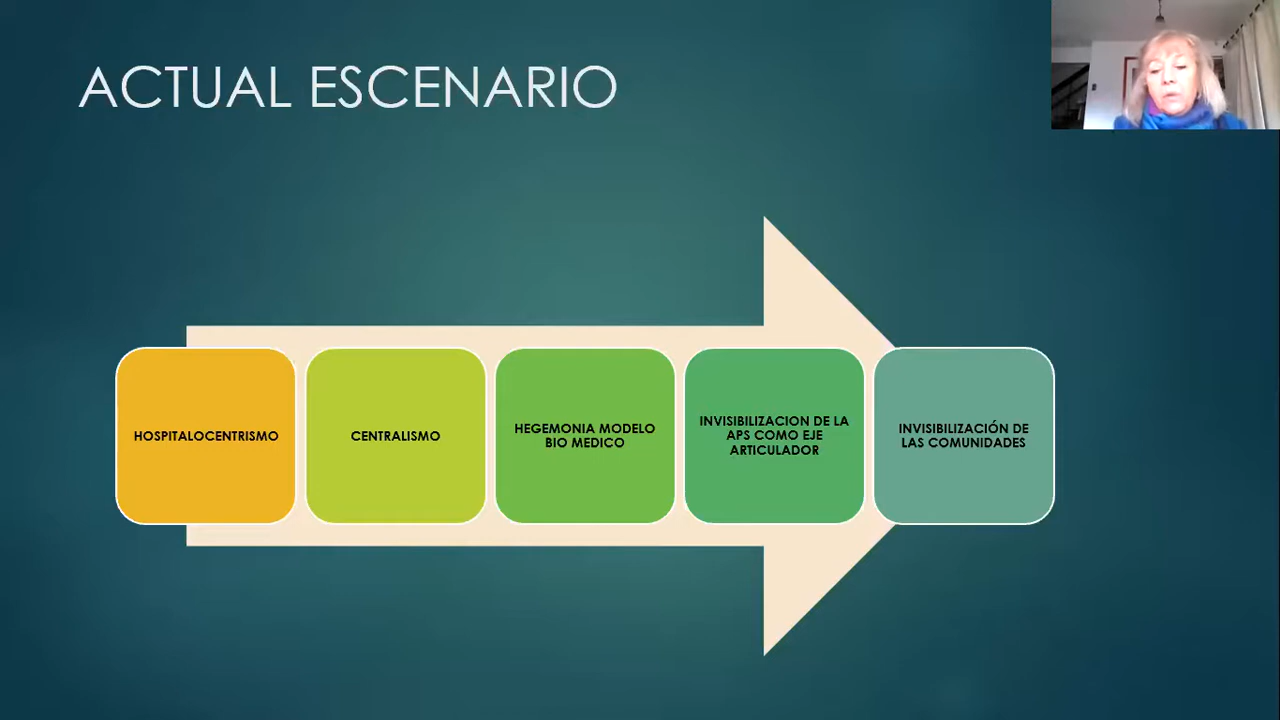 ACTUAL ESCENARIO
HOSPITALOCENTRISMO
CENTRALISMO
HEGEMONIA MODELO
BIO MEDICO
INVISIBILIZACION DE LA
APS COMO EJE
ARTICULADOR
INVISIBILIZACIÓN DE
LAS COMUNIDADES